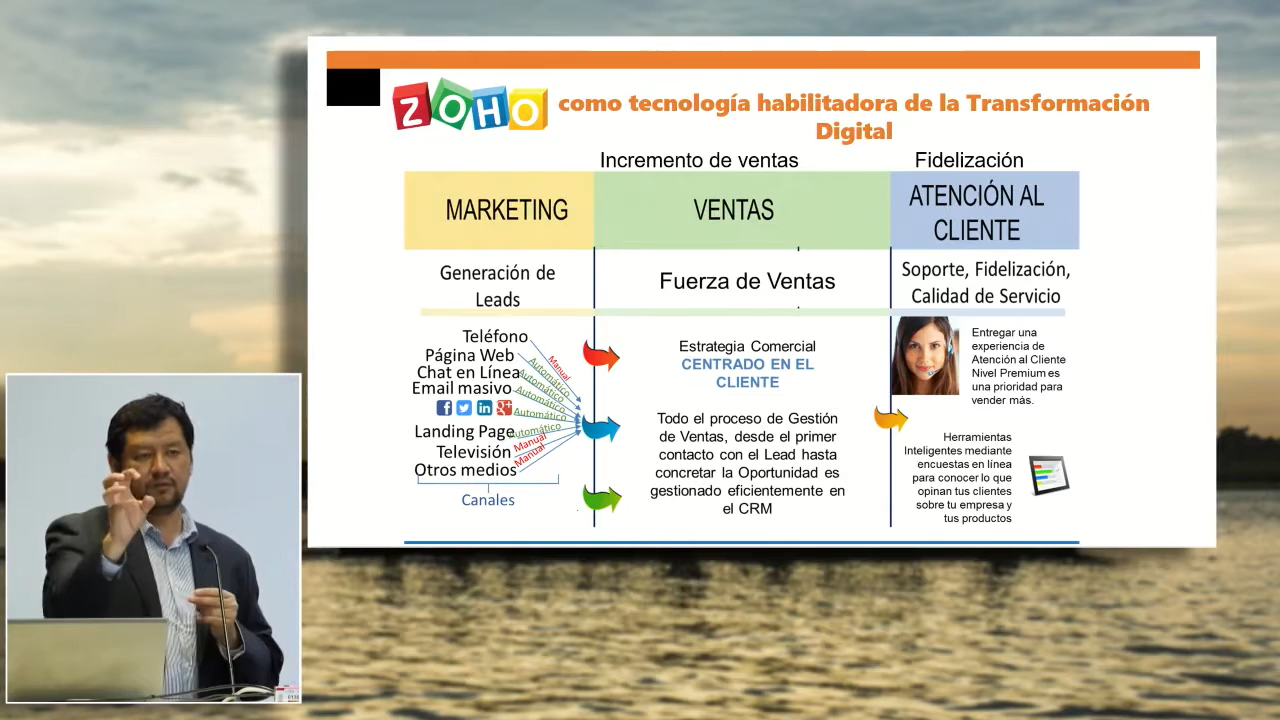 ZOHO como tecnología habilitadora de la Transformación
Digital
Incremento de ventas
Fidelización
MARKETING
VENTAS
ATENCIÓN AL
CLIENTE
Generación de
Leads
Fuerza de Ventas
Soporte, Fidelización,
Calidad de Servicio
Teléfono
Página Web
Chat en Línea
Email masivo
Landing Page
Televisión
Otros medios
Canales
Manual
Automático
Automático
Automático
Automático
Automático
Manual
Manual
Estrategia Comercial
CENTRADO EN EL
CLIENTE
Todo el proceso de Gestión
de Ventas, desde el primer
contacto con el Lead hasta
concretar la Oportunidad es
gestionado eficientemente en
el CRM
Entregar una
experiencia de
Atención al Cliente
Nivel Premium es
una prioridad para
vender más.
Herramientas
Inteligentes mediante
encuestas en línea
para conocer lo que
opinan tus clientes
sobre tu empresa y
tus productos